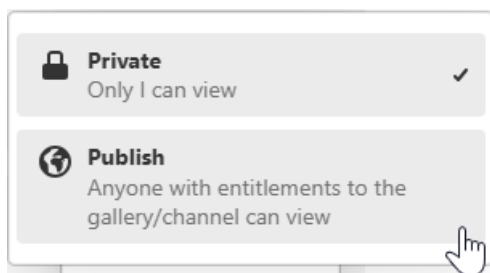 Private
Only I can view
Publish
Anyone with entitlements to the
gallery/channel can view